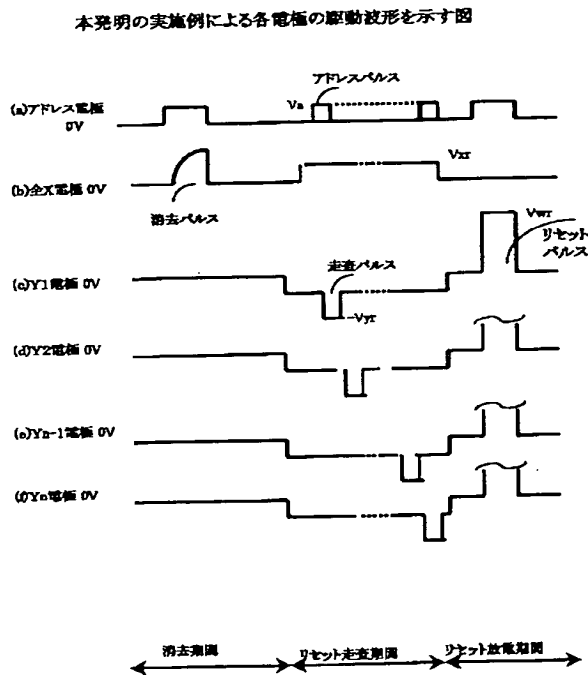 本発明の実施例による各電極の駆動波形を示す図
アドレスパルス
Va
(a)アドレス電極
0V
Vxr
(b)全X電極 0V
消去パルス
Vwr
リセット
パルス
走査パルス
(c)Y1電極 0V
-Vyr
(d)Y2電極 0V
(e)Yn-1電極 0V
(f)Yn電極 0V
消去期間
リセット走査期間
リセット放電期間